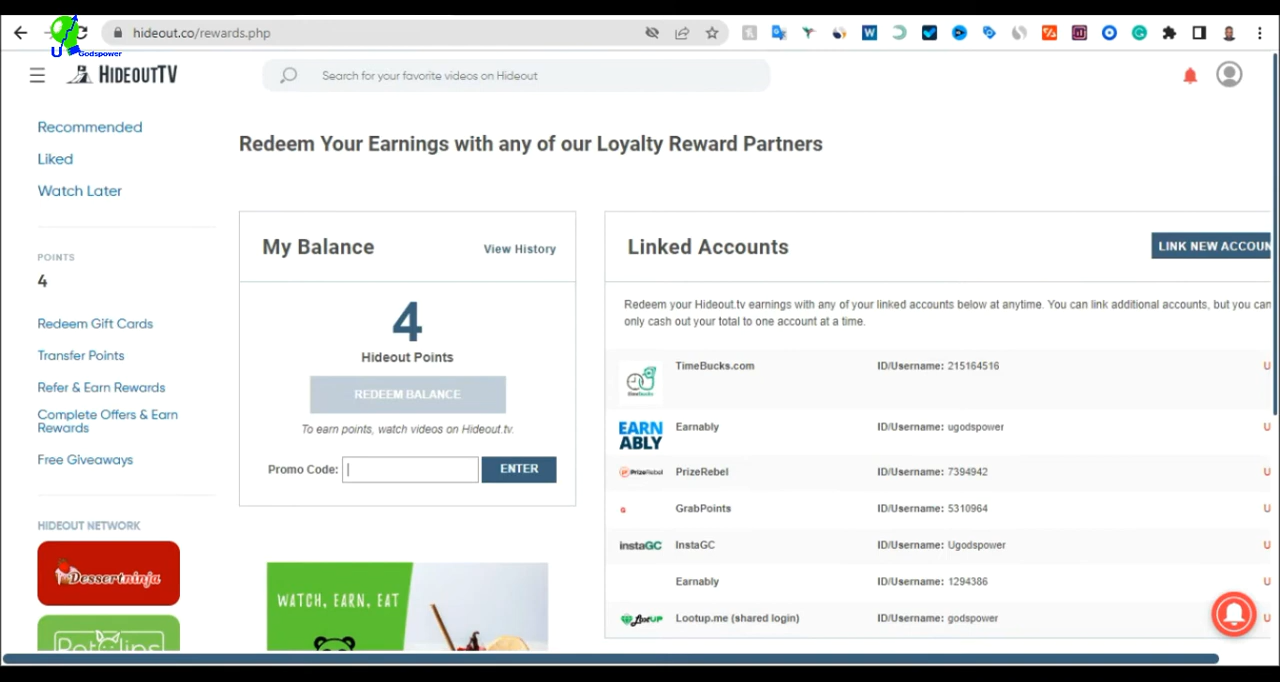 hideout.co/rewards.php
U Godspower
HIDEOUTTV
Search for your favorite videos on Hideout
Recommended
Liked
Watch Later
POINTS
4
Redeem Gift Cards
Transfer Points
Refer & Earn Rewards
Complete Offers & Earn
Rewards
Free Giveaways
HIDEOUT NETWORK
Dessertninja
PetClips
Redeem Your Earnings with any of our Loyalty Reward Partners
My Balance
View History
4
Hideout Points
REDEEM BALANCE
To earn points, watch videos on Hideout.tv.
Promo Code:
ENTER
WATCH, EARN, EAT
Linked Accounts
LINK NEW ACCOUN
Redeem your Hideout.tv earnings with any of your linked accounts below at anytime. You can link additional accounts, but you can
only cash out your total to one account at a time.
TimeBucks.com ID/Username: 215164516 U
EARN
ABLY Earnably ID/Username: ugodspower U
PrizeRebel PrizeRebel ID/Username: 7394942 U
G GrabPoints ID/Username: 5310964 U
instaGC InstaGC ID/Username: Ugodspower U
Earnably ID/Username: 1294386 U
LootUP Lootup.me (shared login) ID/Username: godspower U